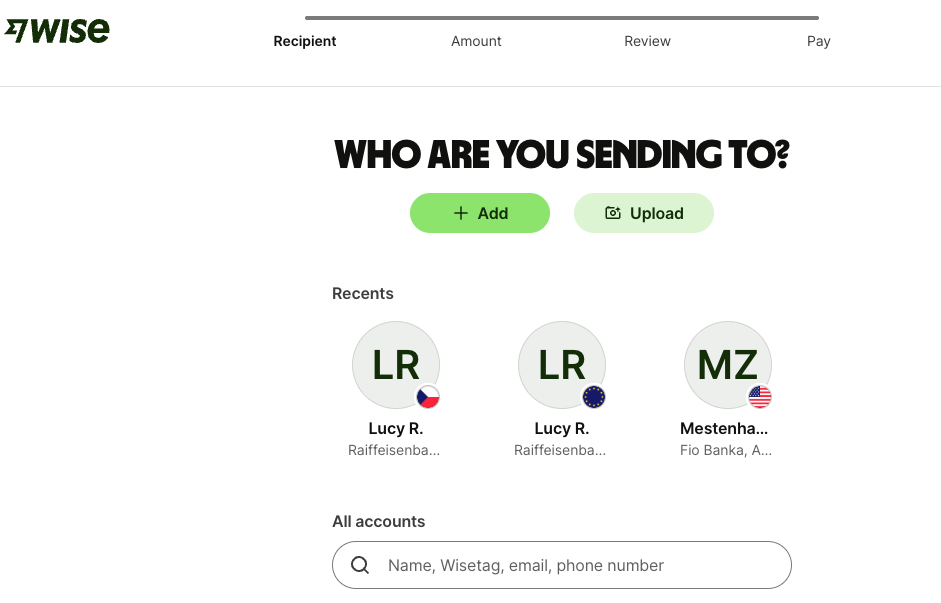 WISE
Recipient
Amount
Review
Pay
WHO ARE YOU SENDING TO?
Add
Upload
Recents
LR
LR
MZ
Lucy R.
Lucy R.
Mestenha...
Raiffeisenba...
Raiffeisenba...
Fio Banka, A...
All accounts
Name, Wisetag, email, phone number